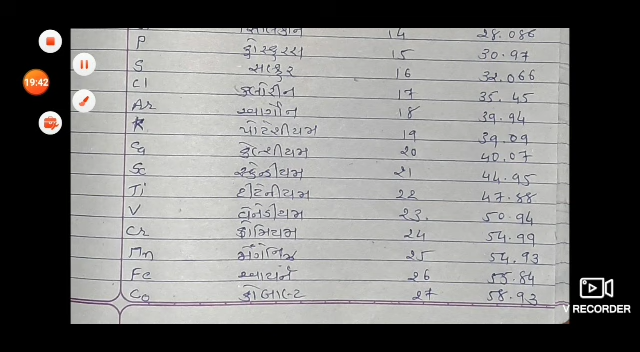 14 28.086
P ફોસ્ફરસ 15 30.97
S સલ્ફર 16 32.066
Cl ક્લોરીન 17 35.45
Ar આર્ગોન 18 39.94
K પોટેશીયમ 19 39.09
Ca કેલ્શીયમ 20 40.07
Sc સ્કેન્ડીયમ 21 44.95
Ti ટીટેનીયમ 22 47.88
V વેનેડીયમ 23. 50.94
Cr ક્રોમિયમ 24 54.99
Mn મેંગેનિઝ 25 54.93
Fe આયર્ન 26 55.84
Co કોબાલ્ટ 27 58.93
19:42
V RECORDER